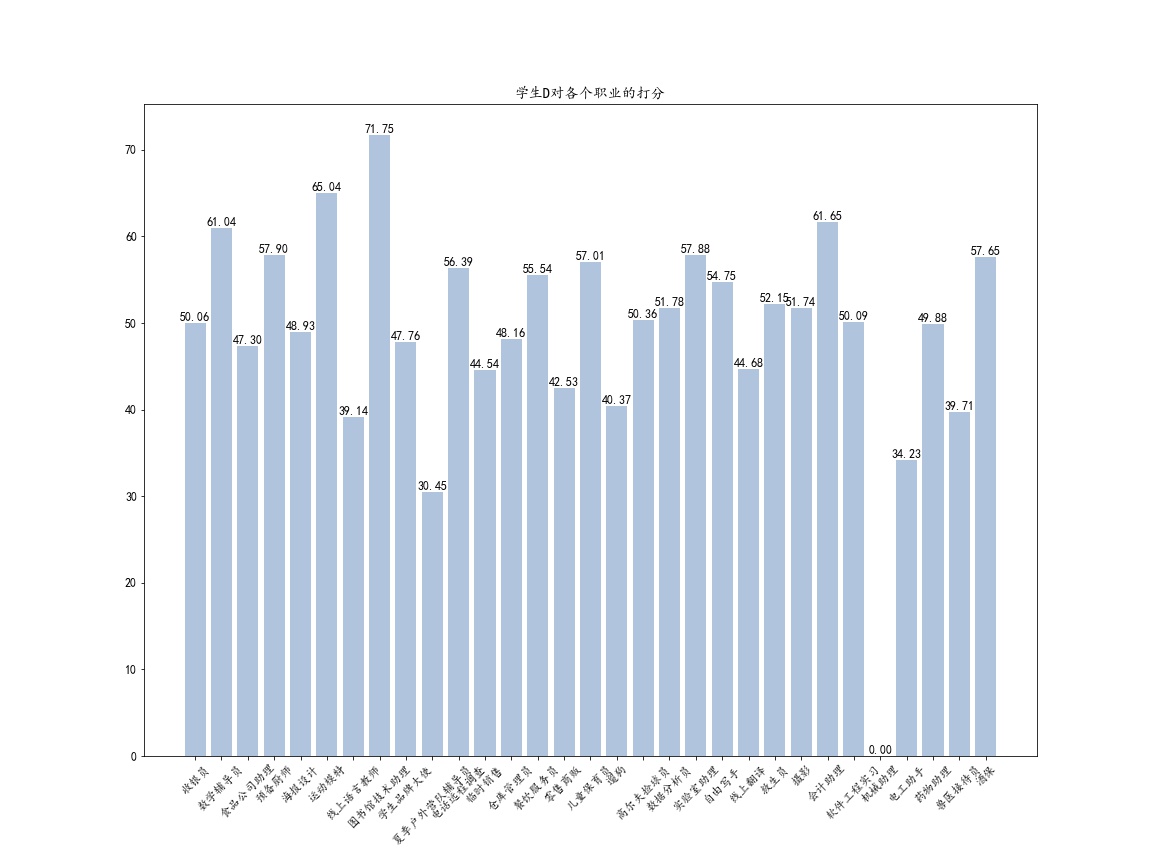 学生D对各个职业的打分
70
60
50
40
30
20
10
0
50.06
61.04
47.30
57.90
48.93
65.04
39.14
71.75
47.76
30.45
56.39
44.54
48.16
55.54
42.53
57.01
40.37
50.36
51.78
57.88
54.75
44.68
52.15
51.74
61.65
50.09
0.00
34.23
49.88
39.71
57.65
收银员
数学辅导员
食品公司助理
预备厨师
海报设计
运动模特
线上语言教师
图书馆技术助理
学生品牌大使
夏季户外营队辅导员
电话远程调查
临时销售
仓库管理员
餐饮服务员
零售商贩
儿童保育员
遛狗
高尔夫捡球员
数据分析员
实验室助理
自由写手
线上翻译
救生员
摄影
会计助理
软件工程实习
机械助理
电工助手
药物助理
兽医接待员
酒保